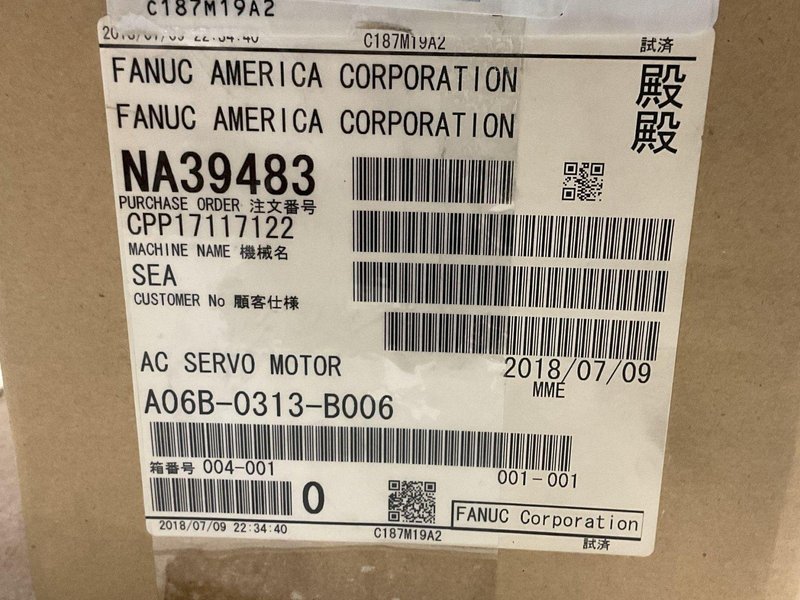 C187M19A2
2018/07/09 22:34:40 C187M19A2 試済
FANUC AMERICA CORPORATION 殿
FANUC AMERICA CORPORATION 殿
NA39483
PURCHASE ORDER 注文番号
CPP17117122
MACHINE NAME 機械名
SEA
CUSTOMER No 顧客仕様
AC SERVO MOTOR 2018/07/09
MME
A06B-0313-B006
箱番号 004-001 001-001
0
FANUC Corporation
2018/07/09 22:34:40 C187M19A2 試済